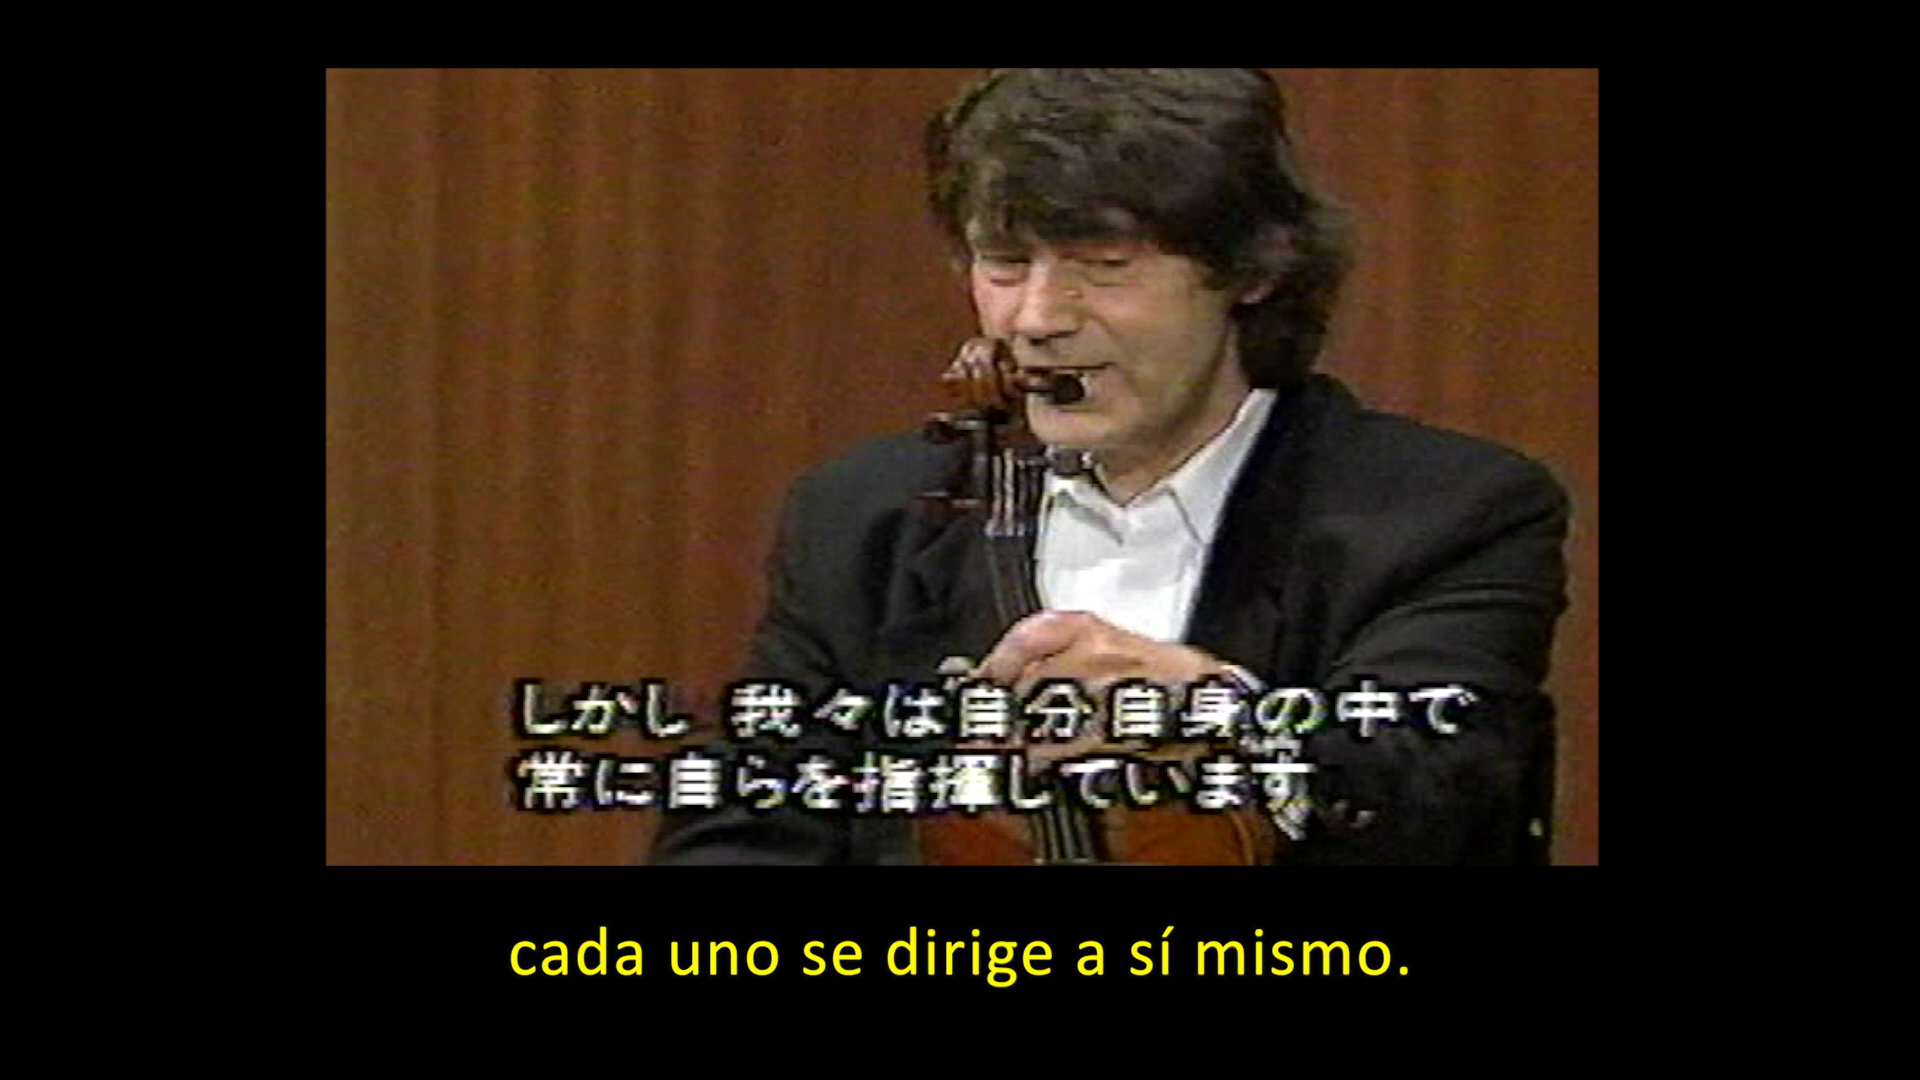 しかし 我々は自分自身の中で
常に自らを指揮しています
cada uno se dirige a sí mismo.